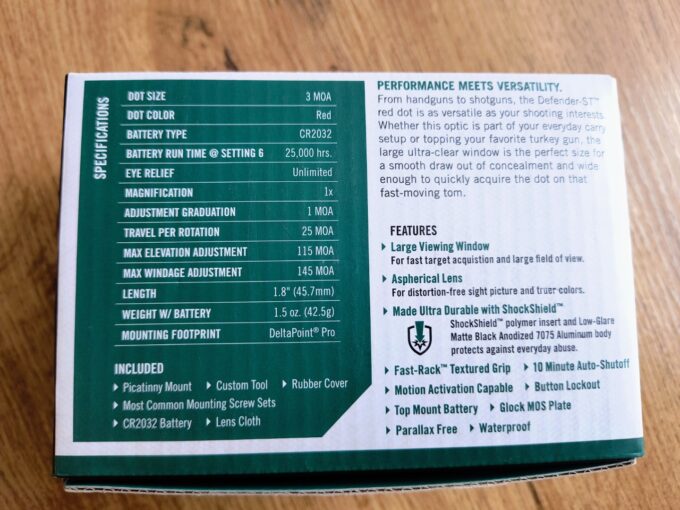 SPECIFICATIONS
DOT SIZE 3 MOA
DOT COLOR Red
BATTERY TYPE CR2032
BATTERY RUN TIME @ SETTING 6 25,000 hrs.
EYE RELIEF Unlimited
MAGNIFICATION 1x
ADJUSTMENT GRADUATION 1 MOA
TRAVEL PER ROTATION 25 MOA
MAX ELEVATION ADJUSTMENT 115 MOA
MAX WINDAGE ADJUSTMENT 145 MOA
LENGTH 1.8" (45.7mm)
WEIGHT W/ BATTERY 1.5 oz. (42.5g)
MOUNTING FOOTPRINT DeltaPoint® Pro
INCLUDED
Picatinny Mount Custom Tool Rubber Cover
Most Common Mounting Screw Sets
CR2032 Battery Lens Cloth
PERFORMANCE MEETS VERSATILITY.
From handguns to shotguns, the Defender-ST™
red dot is as versatile as your shooting interests.
Whether this optic is part of your everyday carry
setup or topping your favorite turkey gun, the
large ultra-clear window is the perfect size for
a smooth draw out of concealment and wide
enough to quickly acquire the dot on that
fast-moving tom.
FEATURES
Large Viewing Window
For fast target acquistion and large field of view.
Aspherical Lens
For distortion-free sight picture and truer colors.
Made Ultra Durable with ShockShield™
ShockShield™ polymer insert and Low-Glare
Matte Black Anodized 7075 Aluminum body
protects against everyday abuse.
Fast-Rack™ Textured Grip 10 Minute Auto-Shutoff
Motion Activation Capable Button Lockout
Top Mount Battery Glock MOS Plate
Parallax Free Waterproof